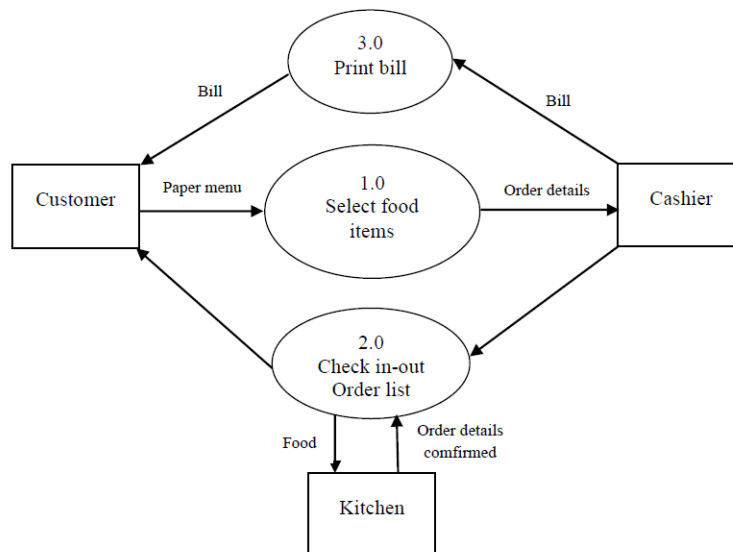 3.0
Print bill
Bill
Bill
Customer
Paper menu
1.0
Select food
items
Order details
Cashier
2.0
Check in-out
Order list
Food
Order details
comfirmed
Kitchen